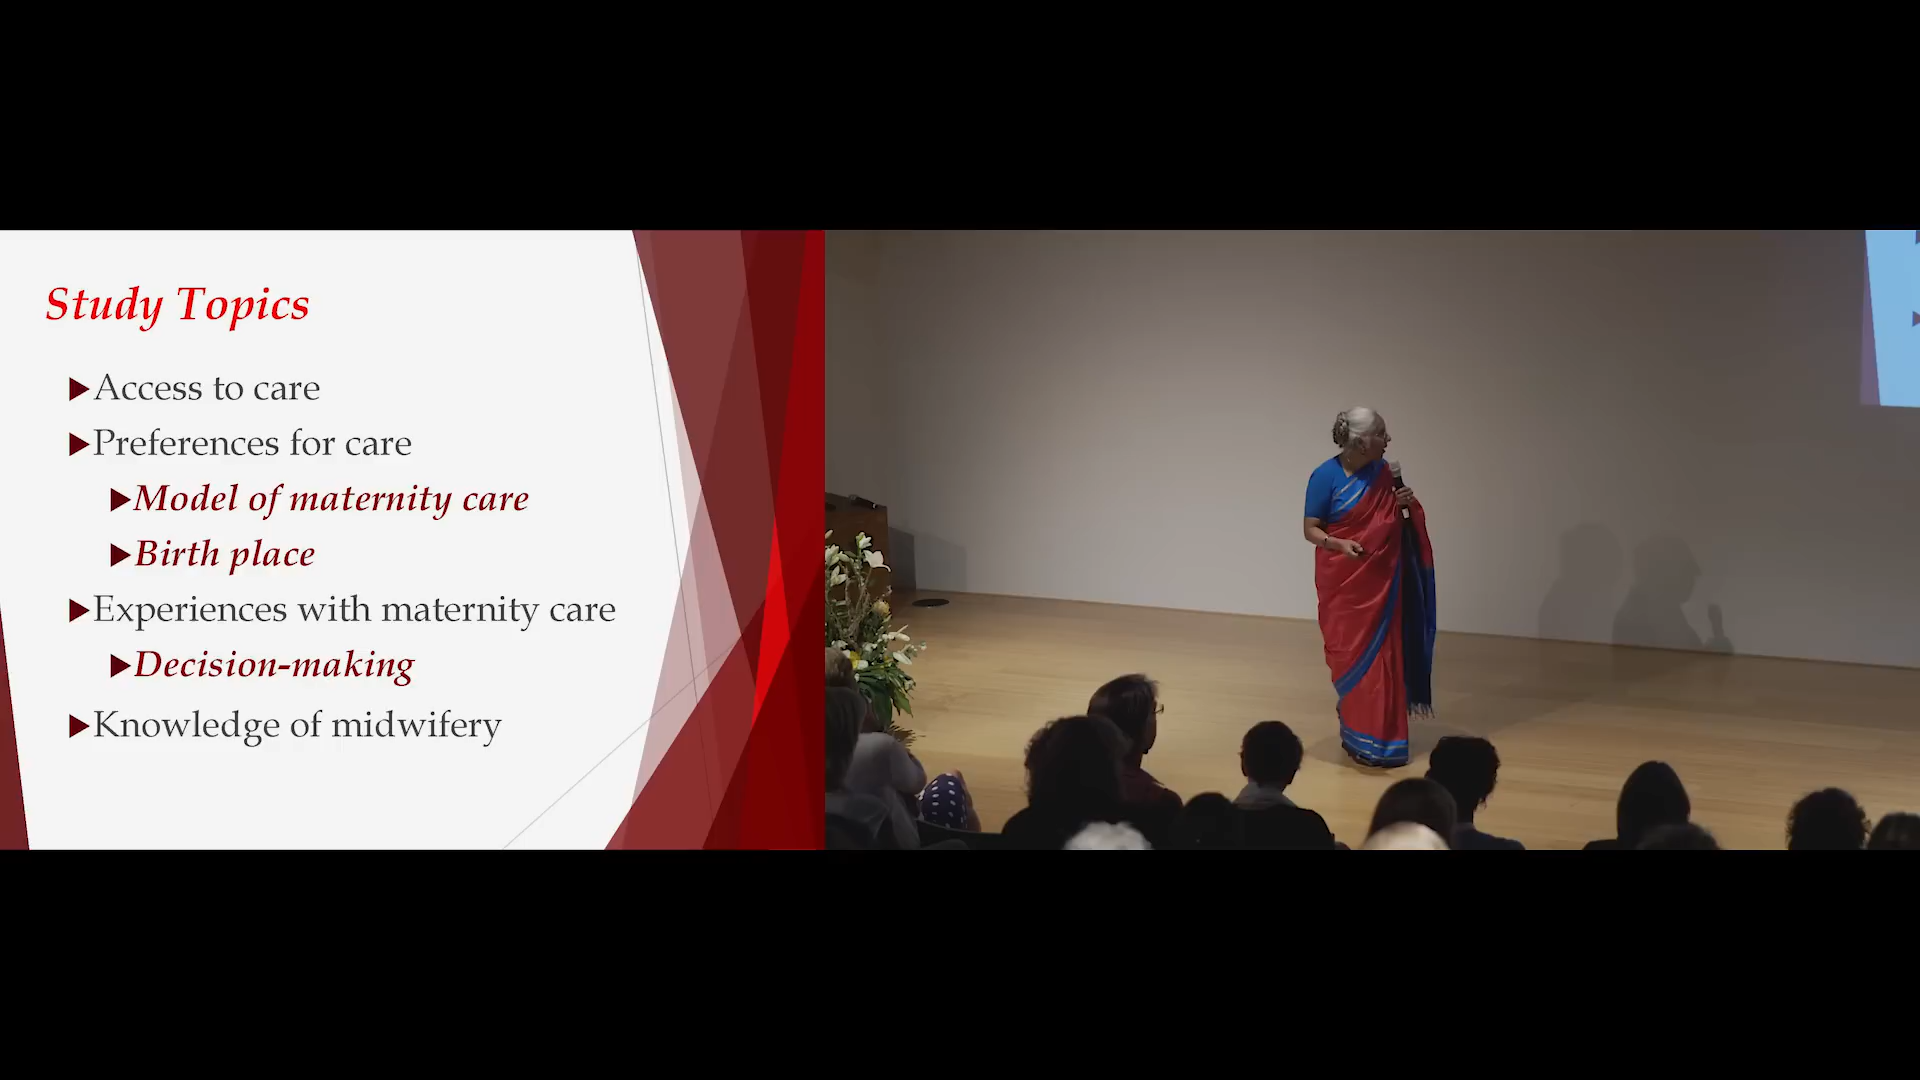 Study Topics
Access to care
Preferences for care
Model of maternity care
Birth place
Experiences with maternity care
Decision-making
Knowledge of midwifery